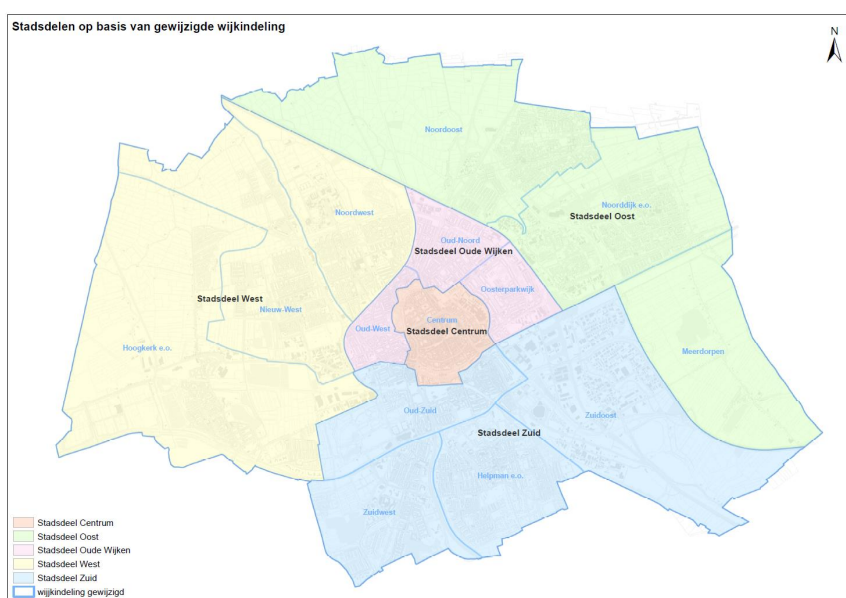 Stadsdelen op basis van gewijzigde wijkindeling
N
Noordoost
Noorddijk e.o.
Stadsdeel Oost
Noordwest
Oud-Noord
Stadsdeel Oude Wijken
Oosterparkwijk
Stadsdeel West
Nieuw-West
Oud-West
Centrum
Stadsdeel Centrum
Hoogkerk e.o.
Meerdorpen
Oud-Zuid
Zuidoost
Stadsdeel Zuid
Helpman e.o.
Zuidwest
Stadsdeel Centrum
Stadsdeel Oost
Stadsdeel Oude Wijken
Stadsdeel West
Stadsdeel Zuid
wijkindeling gewijzigd